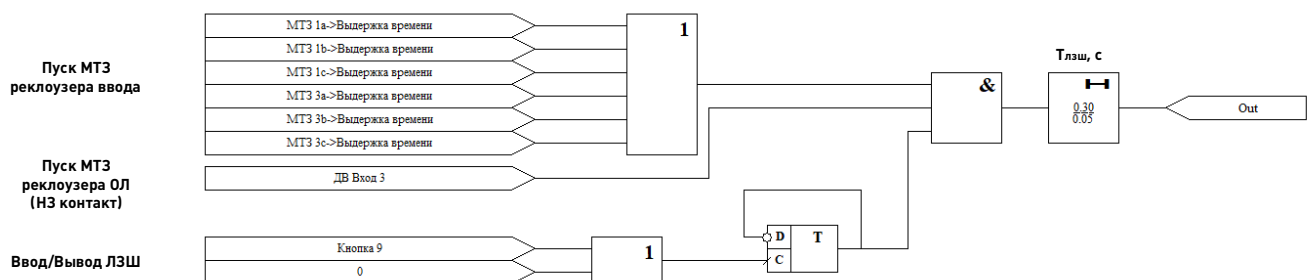 Пуск МТЗ
реклоузера ввода
МТЗ 1a->Выдержка времени
МТЗ 1b->Выдержка времени
МТЗ 1c->Выдержка времени
МТЗ 3a->Выдержка времени
МТЗ 3b->Выдержка времени
МТЗ 3c->Выдержка времени
1
&
Tлзш, с
0.30
0.05
Out
Пуск МТЗ
реклоузера ОЛ
(НЗ контакт)
ДВ Вход 3
Ввод/Вывод ЛЗШ
Кнопка 9
0
1
D T
C